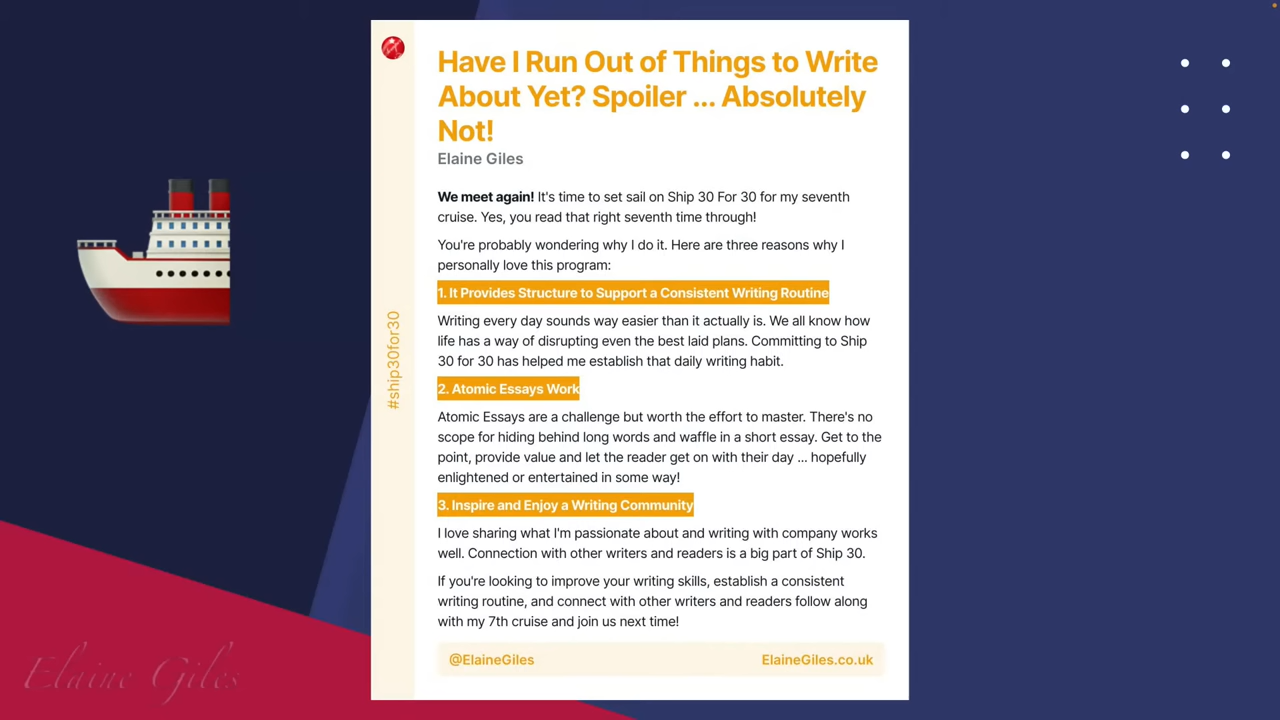 Have I Run Out of Things to Write
About Yet? Spoiler ... Absolutely
Not!
Elaine Giles
We meet again! It's time to set sail on Ship 30 For 30 for my seventh
cruise. Yes, you read that right seventh time through!
You're probably wondering why I do it. Here are three reasons why I
personally love this program:
1. It Provides Structure to Support a Consistent Writing Routine
Writing every day sounds way easier than it actually is. We all know how
life has a way of disrupting even the best laid plans. Committing to Ship
30 for 30 has helped me establish that daily writing habit.
2. Atomic Essays Work
Atomic Essays are a challenge but worth the effort to master. There's no
scope for hiding behind long words and waffle in a short essay. Get to the
point, provide value and let the reader get on with their day ... hopefully
enlightened or entertained in some way!
3. Inspire and Enjoy a Writing Community
I love sharing what I'm passionate about and writing with company works
well. Connection with other writers and readers is a big part of Ship 30.
If you're looking to improve your writing skills, establish a consistent
writing routine, and connect with other writers and readers follow along
with my 7th cruise and join us next time!
@ElaineGiles
ElaineGiles.co.uk
#ship30for30
Elaine Giles